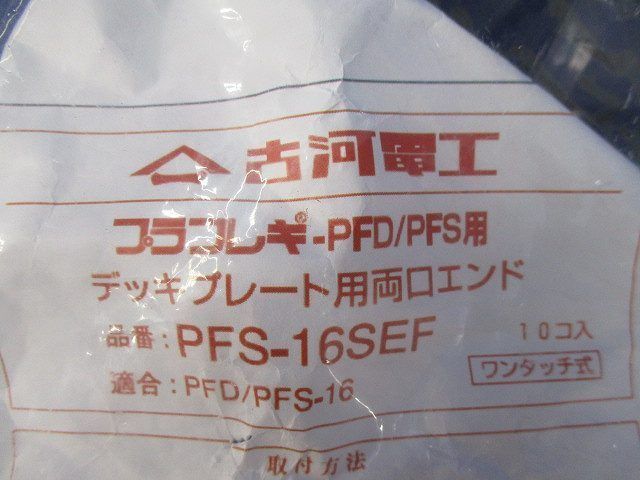 古河電工
プラフレキ®-PFD/PFS用
デッキプレート用両口エンド
品番:PFS-16SEF 10コ入
適合:PFD/PFS-16 ワンタッチ式
取付方法